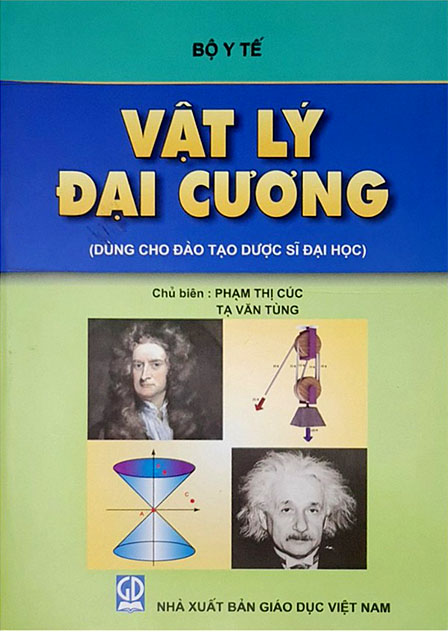 BỘ Y TẾ
VẬT LÝ
ĐẠI CƯƠNG
(DÙNG CHO ĐÀO TẠO DƯỢC SĨ ĐẠI HỌC)
Chủ biên : PHẠM THỊ CÚC
TẠ VĂN TÙNG
A
C
GD
NHÀ XUẤT BẢN GIÁO DỤC VIỆT NAM